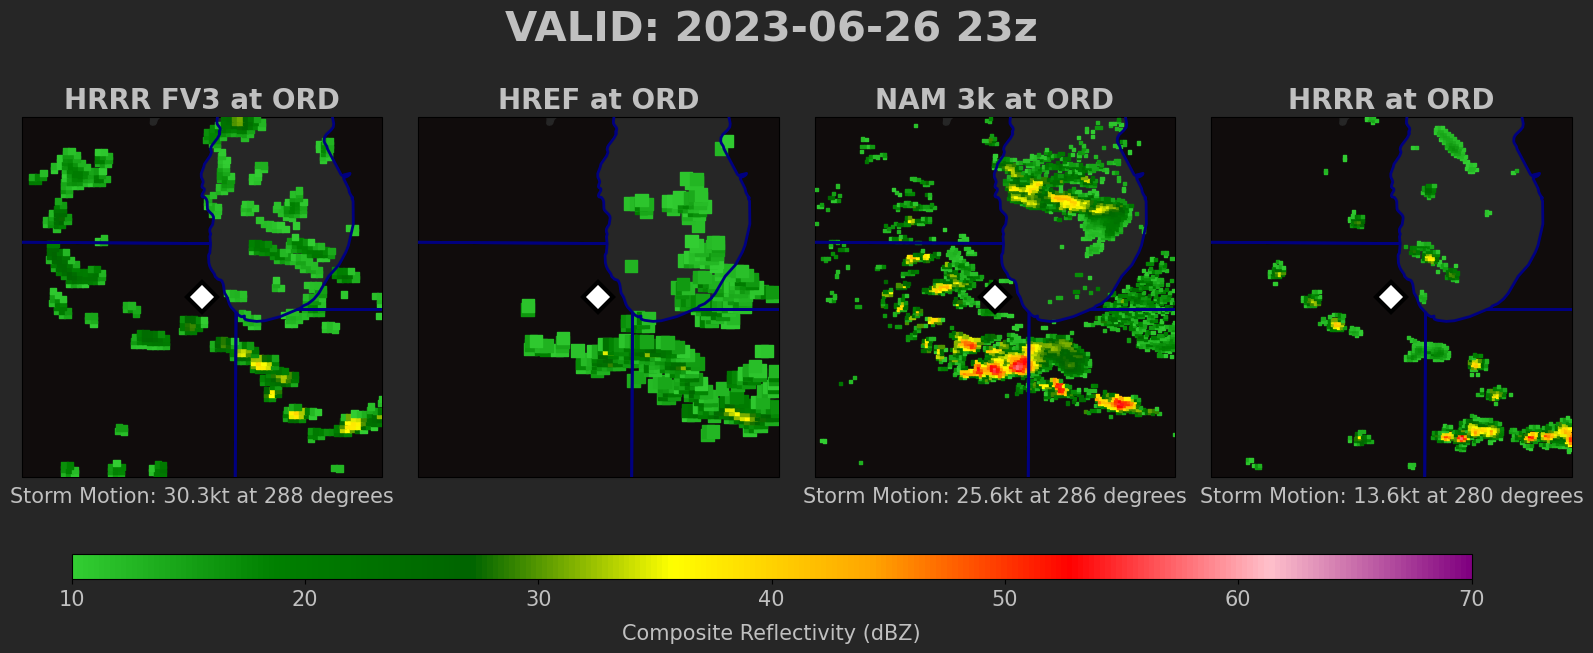 VALID: 2023-06-26 23z
HRRR FV3 at ORD
HREF at ORD
NAM 3k at ORD
HRRR at ORD
Storm Motion: 30.3kt at 288 degrees
Storm Motion: 25.6kt at 286 degrees
Storm Motion: 13.6kt at 280 degrees
10 20 30 40 50 60 70
Composite Reflectivity (dBZ)